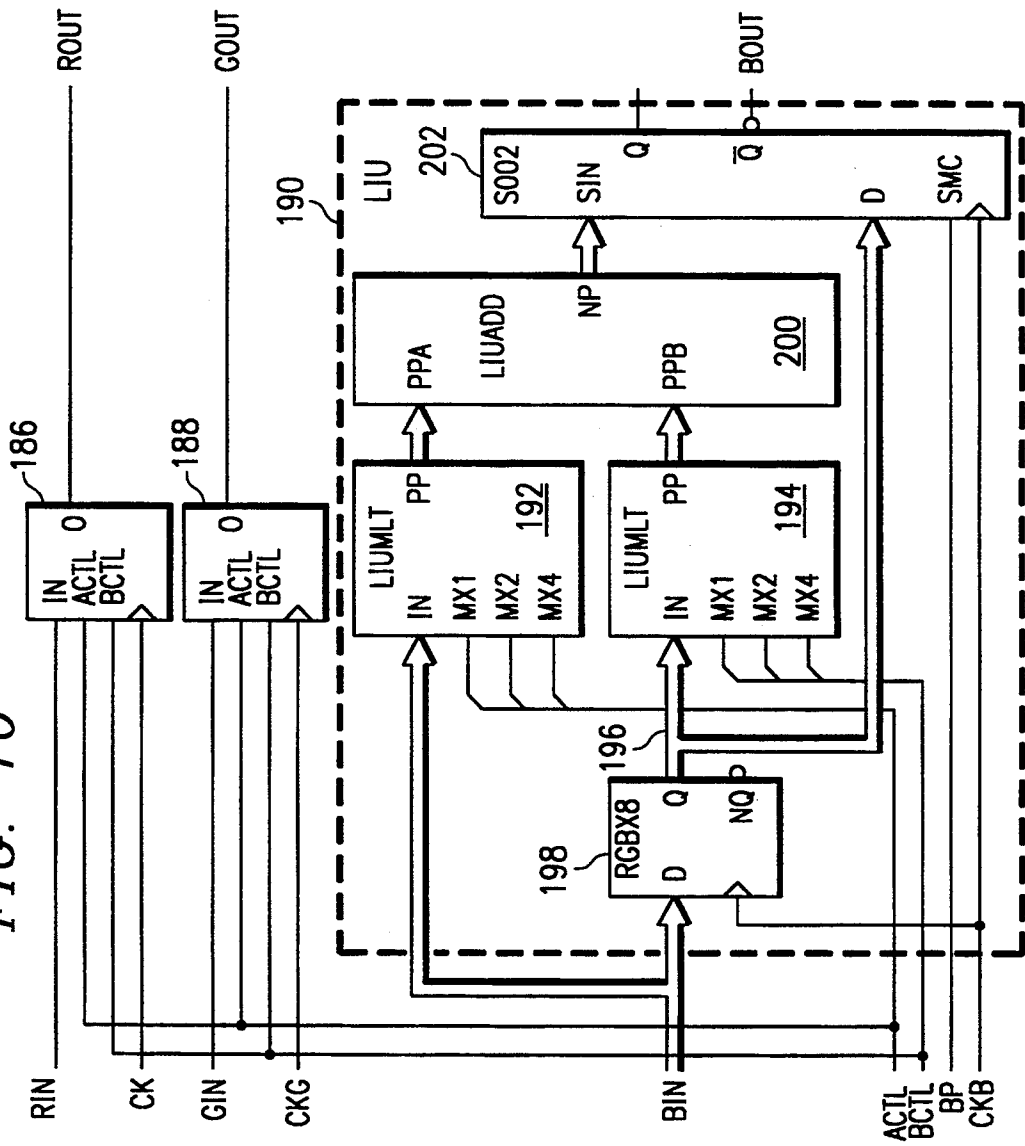 FIG.
RIN
CK
GIN
CKG
BIN
ACTL
BCTL
BP
CKB
186
IN
ACTL
BCTL
O
ROUT
188
IN
ACTL
BCTL
O
GOUT
190
LIU
LIUMLT
IN
PP
MX1
MX2
MX4
192
LIUMLT
IN
PP
MX1
MX2
MX4
194
196
198
RGBX8
D
Q
NQ
PPA
LIUADD
NP
PPB
200
202
S002
SIN
Q
Q
D
SMC
BOUT